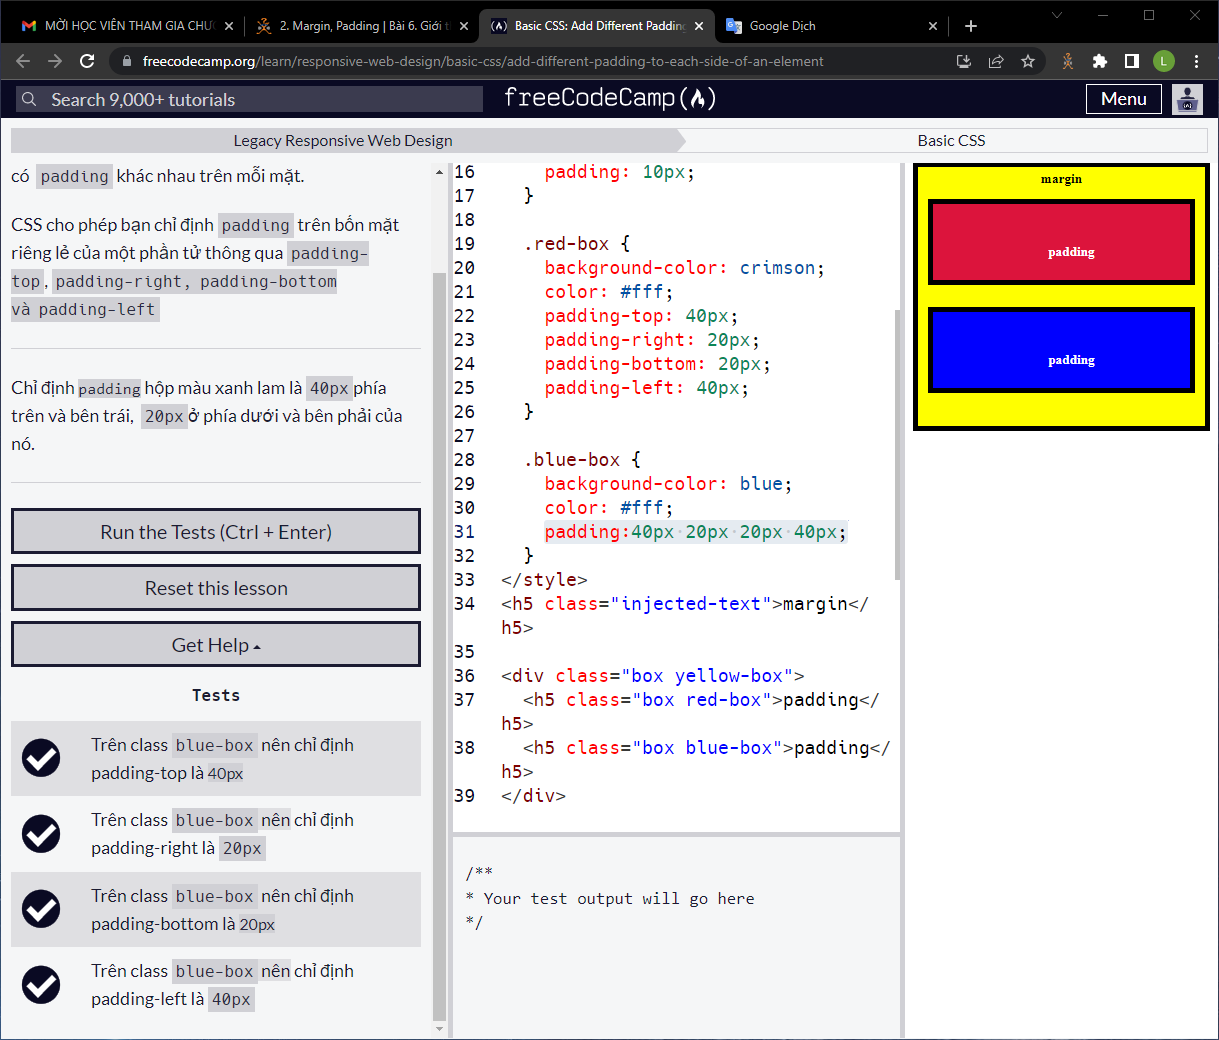 MỜI HỌC VIÊN THAM GIA CHƯƠ
2. Margin, Padding | Bài 6. Giới t
Basic CSS: Add Different Padding
Google Dịch
freecodecamp.org/learn/responsive-web-design/basic-css/add-different-padding-to-each-side-of-an-element
L
Search 9,000+ tutorials
freeCodeCamp
Menu
Legacy Responsive Web Design
Basic CSS
có padding khác nhau trên mỗi mặt.
CSS cho phép bạn chỉ định padding trên bốn mặt
riêng lẻ của một phần tử thông qua padding-
top, padding-right, padding-bottom
và padding-left
Chỉ định padding hộp màu xanh lam là 40px phía
trên và bên trái, 20px ở phía dưới và bên phải của
nó.
Run the Tests (Ctrl + Enter)
Reset this lesson
Get Help
Tests
Trên class blue-box nên chỉ định
padding-top là 40px
Trên class blue-box nên chỉ định
padding-right là 20px
Trên class blue-box nên chỉ định
padding-bottom là 20px
Trên class blue-box nên chỉ định
padding-left là 40px
16 padding: 10px;
17 }
18
19 .red-box {
20 background-color: crimson;
21 color: #fff;
22 padding-top: 40px;
23 padding-right: 20px;
24 padding-bottom: 20px;
25 padding-left: 40px;
26 }
27
28 .blue-box {
29 background-color: blue;
30 color: #fff;
31 padding:40px 20px 20px 40px;
32 }
33 </style>
34 <h5 class="injected-text">margin</
h5>
35
36 <div class="box yellow-box">
37 <h5 class="box red-box">padding</
h5>
38 <h5 class="box blue-box">padding</
h5>
39 </div>
/**
* Your test output will go here
*/
margin
padding
padding